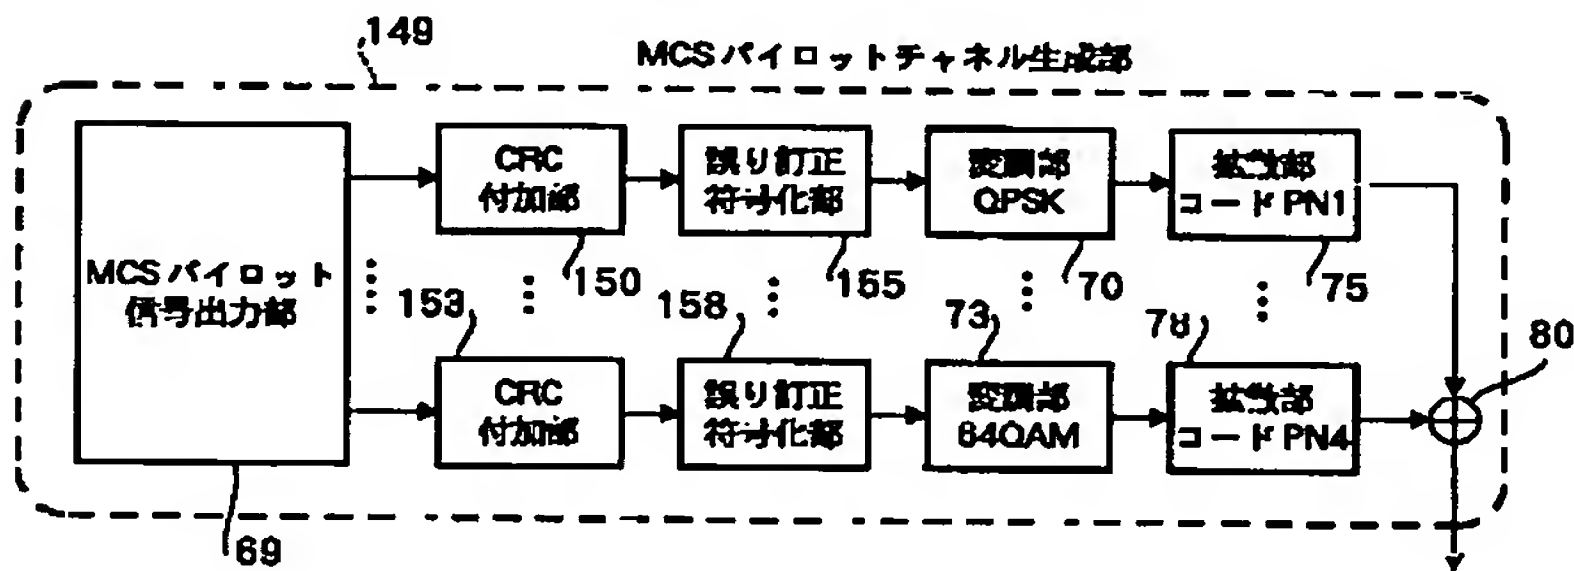 149
MCSパイロットチャネル生成部
MCSパイロット
信号出力部
69
CRC
付加部
150
誤り訂正
符号化部
155
変調部
QPSK
70
拡散部
コードPN1
75
153
CRC
付加部
158
誤り訂正
符号化部
73
変調部
64QAM
78
拡散部
コードPN4
80